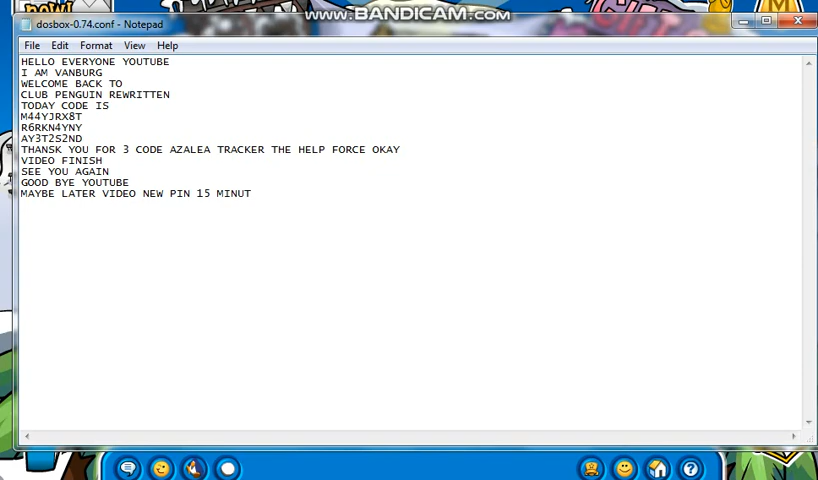 WWW.BANDICAM.COM
dosbox-0.74.conf - Notepad
File Edit Format View Help
HELLO EVERYONE YOUTUBE
I AM VANBURG
WELCOME BACK TO
CLUB PENGUIN REWRITTEN
TODAY CODE IS
M44YJRX8T
R6RKN4YNY
AY3T2S2ND
THANSK YOU FOR 3 CODE AZALEA TRACKER THE HELP FORCE OKAY
VIDEO FINISH
SEE YOU AGAIN
GOOD BYE YOUTUBE
MAYBE LATER VIDEO NEW PIN 15 MINUT